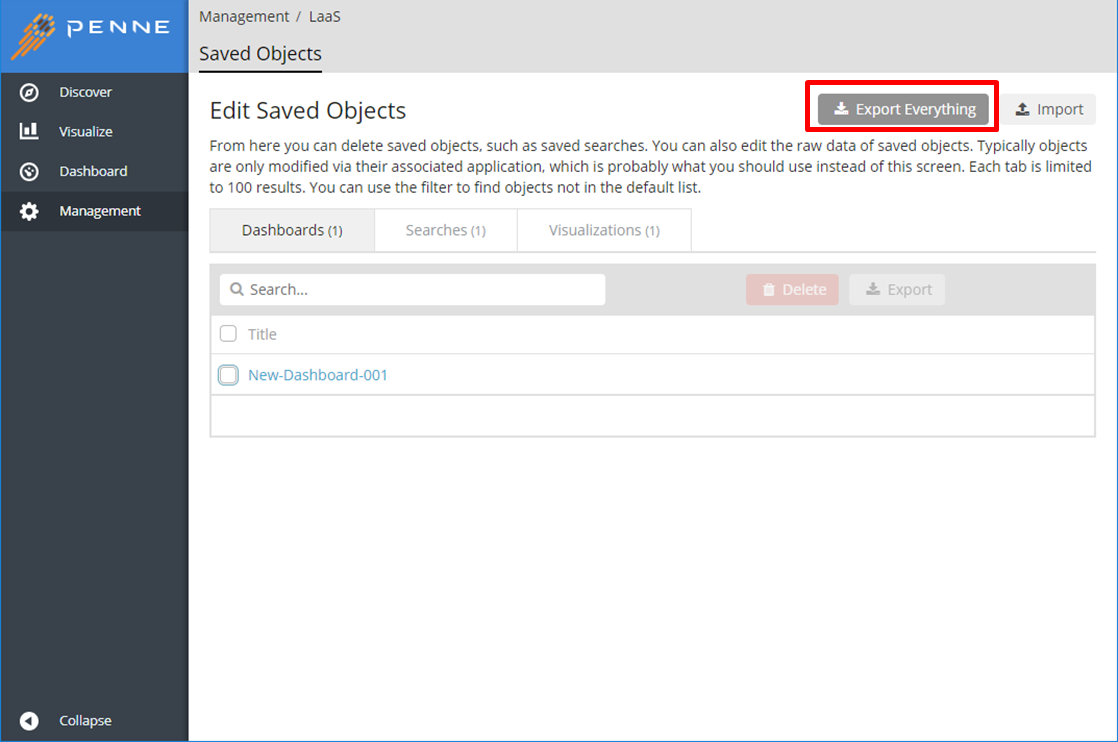 PENNE
Management / LaaS
Saved Objects
Discover
Visualize
Dashboard
Management
Collapse
Edit Saved Objects
Export Everything
Import
From here you can delete saved objects, such as saved searches. You can also edit the raw data of saved objects. Typically objects
are only modified via their associated application, which is probably what you should use instead of this screen. Each tab is limited
to 100 results. You can use the filter to find objects not in the default list.
Dashboards (1)
Searches (1)
Visualizations (1)
Search...
Delete
Export
Title
New-Dashboard-001